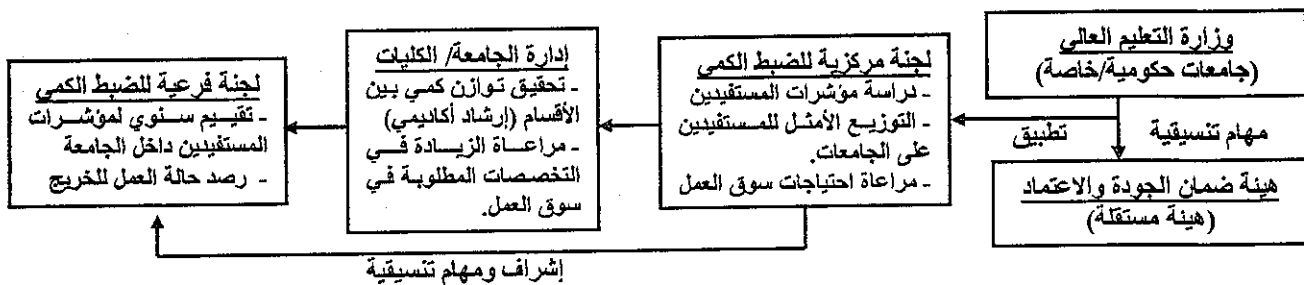 وزارة التعليم العالي
(جامعات حكومية/خاصة)
مهام تنسيقية
تطبيق
هيئة ضمان الجودة والاعتماد
(هيئة مستقلة)
لجنة مركزية للضبط الكمي
- دراسة مؤشرات المستفيدين
- التوزيع الأمثل للمستفيدين
على الجامعات.
- مراعاة احتياجات سوق العمل
إدارة الجامعة/ الكليات
- تحقيق توازن كمي بين
الأقسام (إرشاد أكاديمي)
- مراعاة الزيادة في
التخصصات المطلوبة في
سوق العمل.
لجنة فرعية للضبط الكمي
- تقييم سنوي لمؤشرات
المستفيدين داخل الجامعة
- رصد حالة العمل للخريج
إشراف ومهام تنسيقية